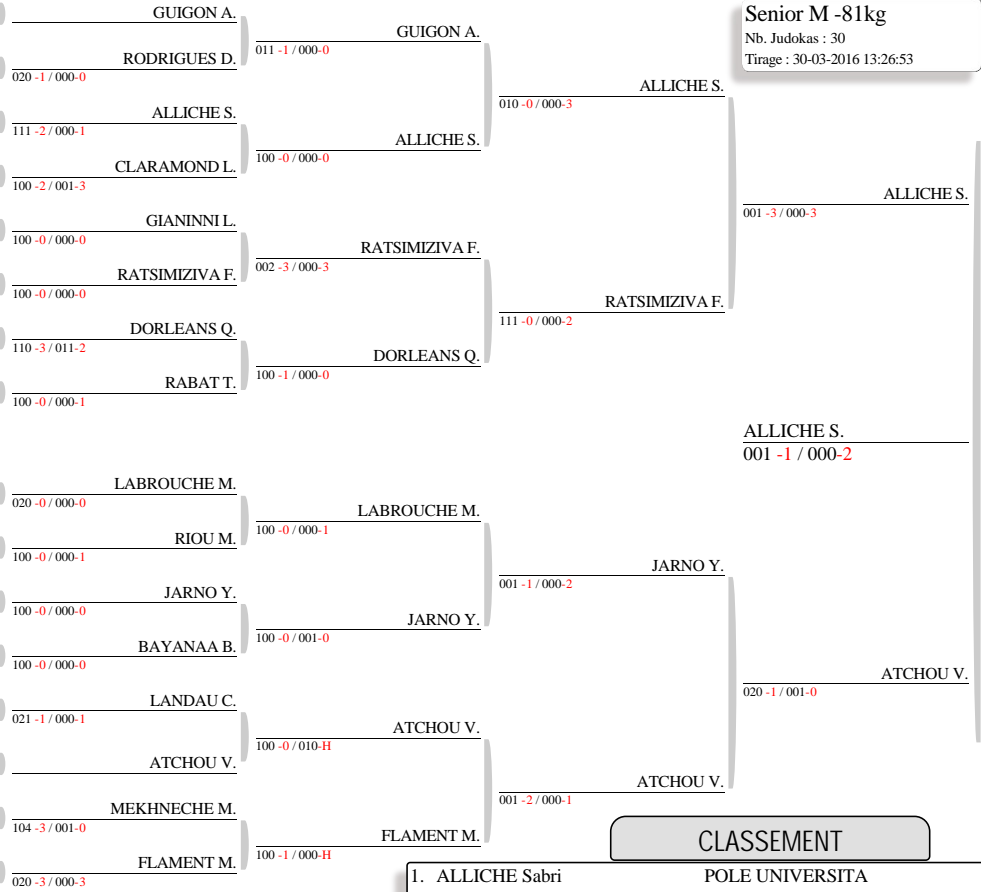 Senior M -81kg
Nb. Judokas : 30
Tirage : 30-03-2016 13:26:53
GUIGON A.
RODRIGUES D.
020 -1 / 000-0
ALLICHE S.
111 -2 / 000-1
CLARAMOND L.
100 -2 / 001-3
GIANINNI L.
100 -0 / 000-0
RATSIMIZIVA F.
100 -0 / 000-0
DORLEANS Q.
110 -3 / 011-2
RABAT T.
100 -0 / 000-1
LABROUCHE M.
020 -0 / 000-0
RIOU M.
100 -0 / 000-1
JARNO Y.
100 -0 / 000-0
BAYANAA B.
100 -0 / 000-0
LANDAU C.
021 -1 / 000-1
ATCHOU V.
MEKHNECHE M.
104 -3 / 001-0
FLAMENT M.
020 -3 / 000-3
GUIGON A.
011 -1 / 000-0
ALLICHE S.
100 -0 / 000-0
RATSIMIZIVA F.
002 -3 / 000-3
DORLEANS Q.
100 -1 / 000-0
LABROUCHE M.
100 -0 / 000-1
JARNO Y.
100 -0 / 001-0
ATCHOU V.
100 -0 / 010-H
FLAMENT M.
100 -1 / 000-H
ALLICHE S.
010 -0 / 000-3
RATSIMIZIVA F.
111 -0 / 000-2
JARNO Y.
001 -1 / 000-2
ATCHOU V.
001 -2 / 000-1
ALLICHE S.
001 -3 / 000-3
ALLICHE S.
001 -1 / 000-2
ATCHOU V.
020 -1 / 001-0
CLASSEMENT
1. ALLICHE Sabri POLE UNIVERSITA